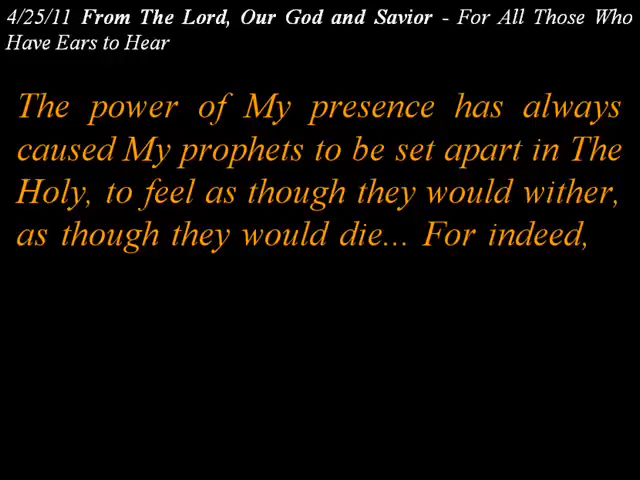 4/25/11 From The Lord, Our God and Savior - For All Those Who
Have Ears to Hear
The power of My presence has always
caused My prophets to be set apart in The
Holy, to feel as though they would wither,
as though they would die... For indeed,